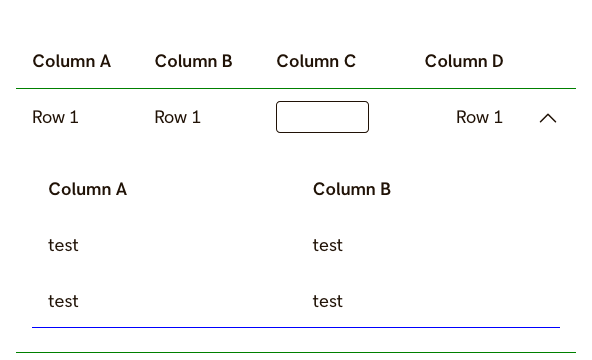 Column A Column B Column C Column D
Row 1 Row 1 Row 1
Column A Column B
test test
test test